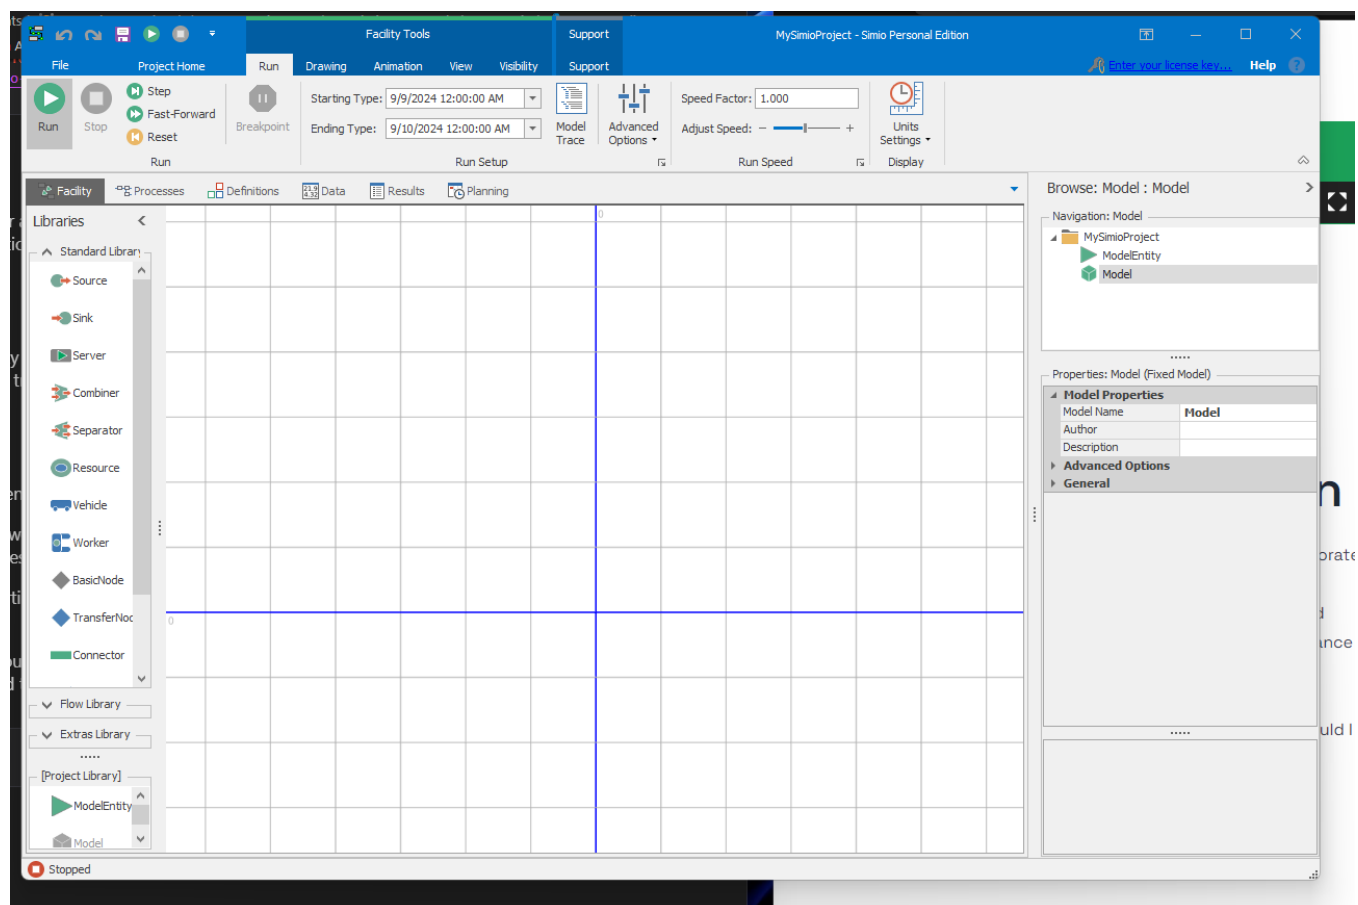 Facility Tools
Support
MySimioProject - Simio Personal Edition
File
Project Home
Run
Drawing
Animation
View
Visibility
Support
Enter your license key...
Help
Run
Stop
Step
Fast-Forward
Reset
Breakpoint
Starting Type: 9/9/2024 12:00:00 AM
Ending Type: 9/10/2024 12:00:00 AM
Model Trace
Advanced Options
Speed Factor: 1.000
Adjust Speed: − +
Units Settings
Run
Run Setup
Run Speed
Display
Facility
Processes
Definitions
Data
Results
Planning
Libraries
Standard Library
Source
Sink
Server
Combiner
Separator
Resource
Vehicle
Worker
BasicNode
TransferNod
Connector
Flow Library
Extras Library
[Project Library]
ModelEntity
Model
0
0
Browse: Model : Model
Navigation: Model
MySimioProject
ModelEntity
Model
Properties: Model (Fixed Model)
Model Properties
Model Name Model
Author
Description
Advanced Options
General
Stopped